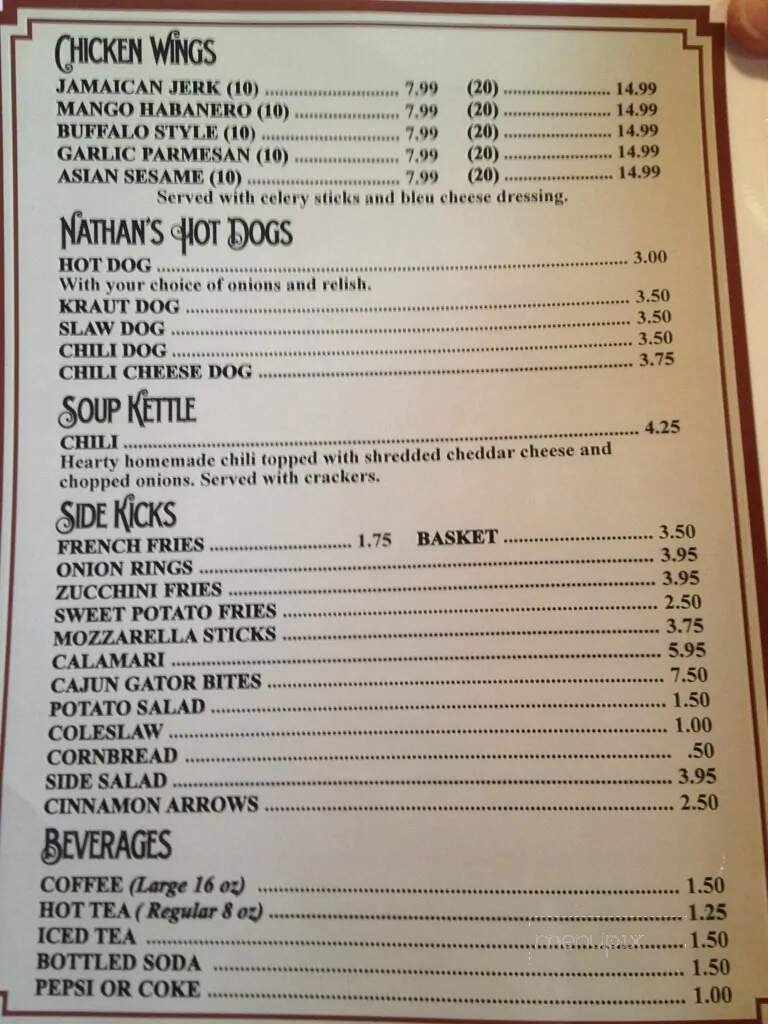 Chicken Wings
JAMAICAN JERK (10) .............................. 7.99 (20) ........................ 14.99
MANGO HABANERO (10) ........................ 7.99 (20) ........................ 14.99
BUFFALO STYLE (10) ............................... 7.99 (20) ........................ 14.99
GARLIC PARMESAN (10) ........................ 7.99 (20) ........................ 14.99
ASIAN SESAME (10) .................................. 7.99 (20) ........................ 14.99
Served with celery sticks and bleu cheese dressing.
Nathan's Hot Dogs
HOT DOG ........................................ 3.00
With your choice of onions and relish.
KRAUT DOG ........................................ 3.50
SLAW DOG ........................................ 3.50
CHILI DOG ........................................ 3.50
CHILI CHEESE DOG ........................................ 3.75
Soup Kettle
CHILI ........................................ 4.25
Hearty homemade chili topped with shredded cheddar cheese and
chopped onions. Served with crackers.
Side Kicks
FRENCH FRIES .............................. 1.75 BASKET .............................. 3.50
ONION RINGS ........................................ 3.95
ZUCCHINI FRIES ........................................ 3.95
SWEET POTATO FRIES ........................................ 2.50
MOZZARELLA STICKS ........................................ 3.75
CALAMARI ........................................ 5.95
CAJUN GATOR BITES ........................................ 7.50
POTATO SALAD ........................................ 1.50
COLESLAW ........................................ 1.00
CORNBREAD ........................................ .50
SIDE SALAD ........................................ 3.95
CINNAMON ARROWS ........................................ 2.50
Beverages
COFFEE (Large 16 oz) ........................................ 1.50
HOT TEA ( Regular 8 oz) ........................................ 1.25
ICED TEA ........................................ 1.50
menupix
BOTTLED SODA ........................................ 1.50
PEPSI OR COKE ........................................ 1.00